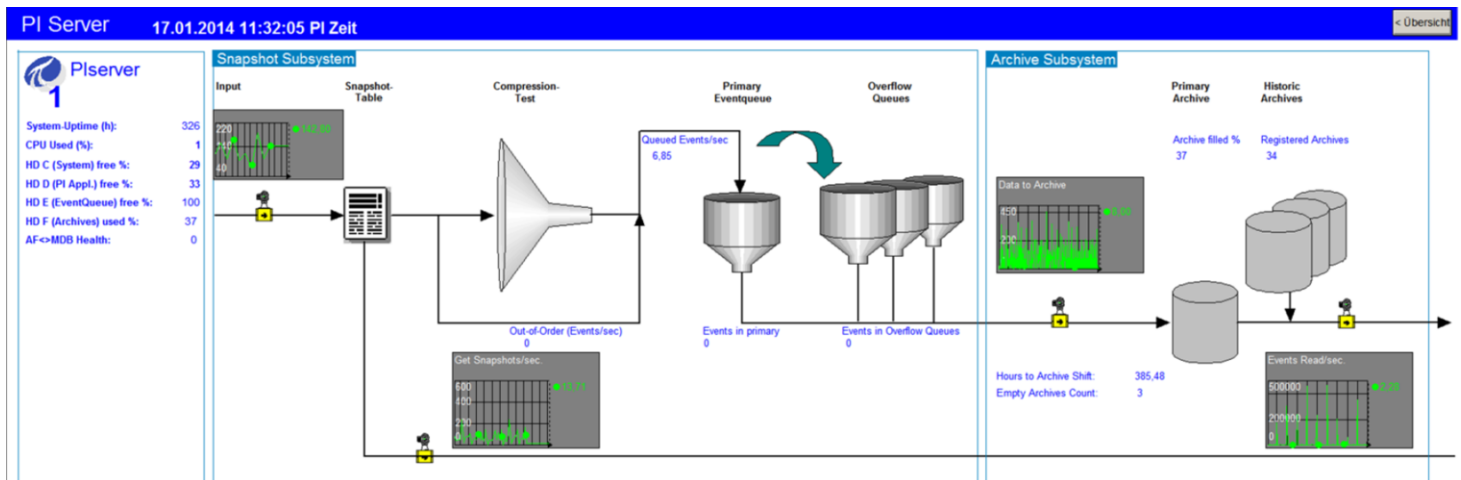 PI Server
17.01.2014 11:32:05 PI Zeit
< Übersicht
PIserver
1
System-Uptime (h): 326
CPU Used (%): 1
HD C (System) free %: 29
HD D (PI Appl.) free %: 33
HD E (EventQueue) free %: 100
HD F (Archives) used %: 37
AF<>MDB Health: 0
Snapshot Subsystem
Input
Snapshot-
Table
Compression-
Test
Primary
Eventqueue
Overflow
Queues
220
40
Queued Events/sec
6,85
Out-of-Order (Events/sec)
0
Events in primary
0
Events in Overflow Queues
0
Get Snapshots/sec.
600
400
200
0
13,71
Archive Subsystem
Primary
Archive
Historic
Archives
Archive filled %
37
Registered Archives
34
Data to Archive
450
200
Hours to Archive Shift: 385,48
Empty Archives Count: 3
Events Read/sec.
500000
200000
0